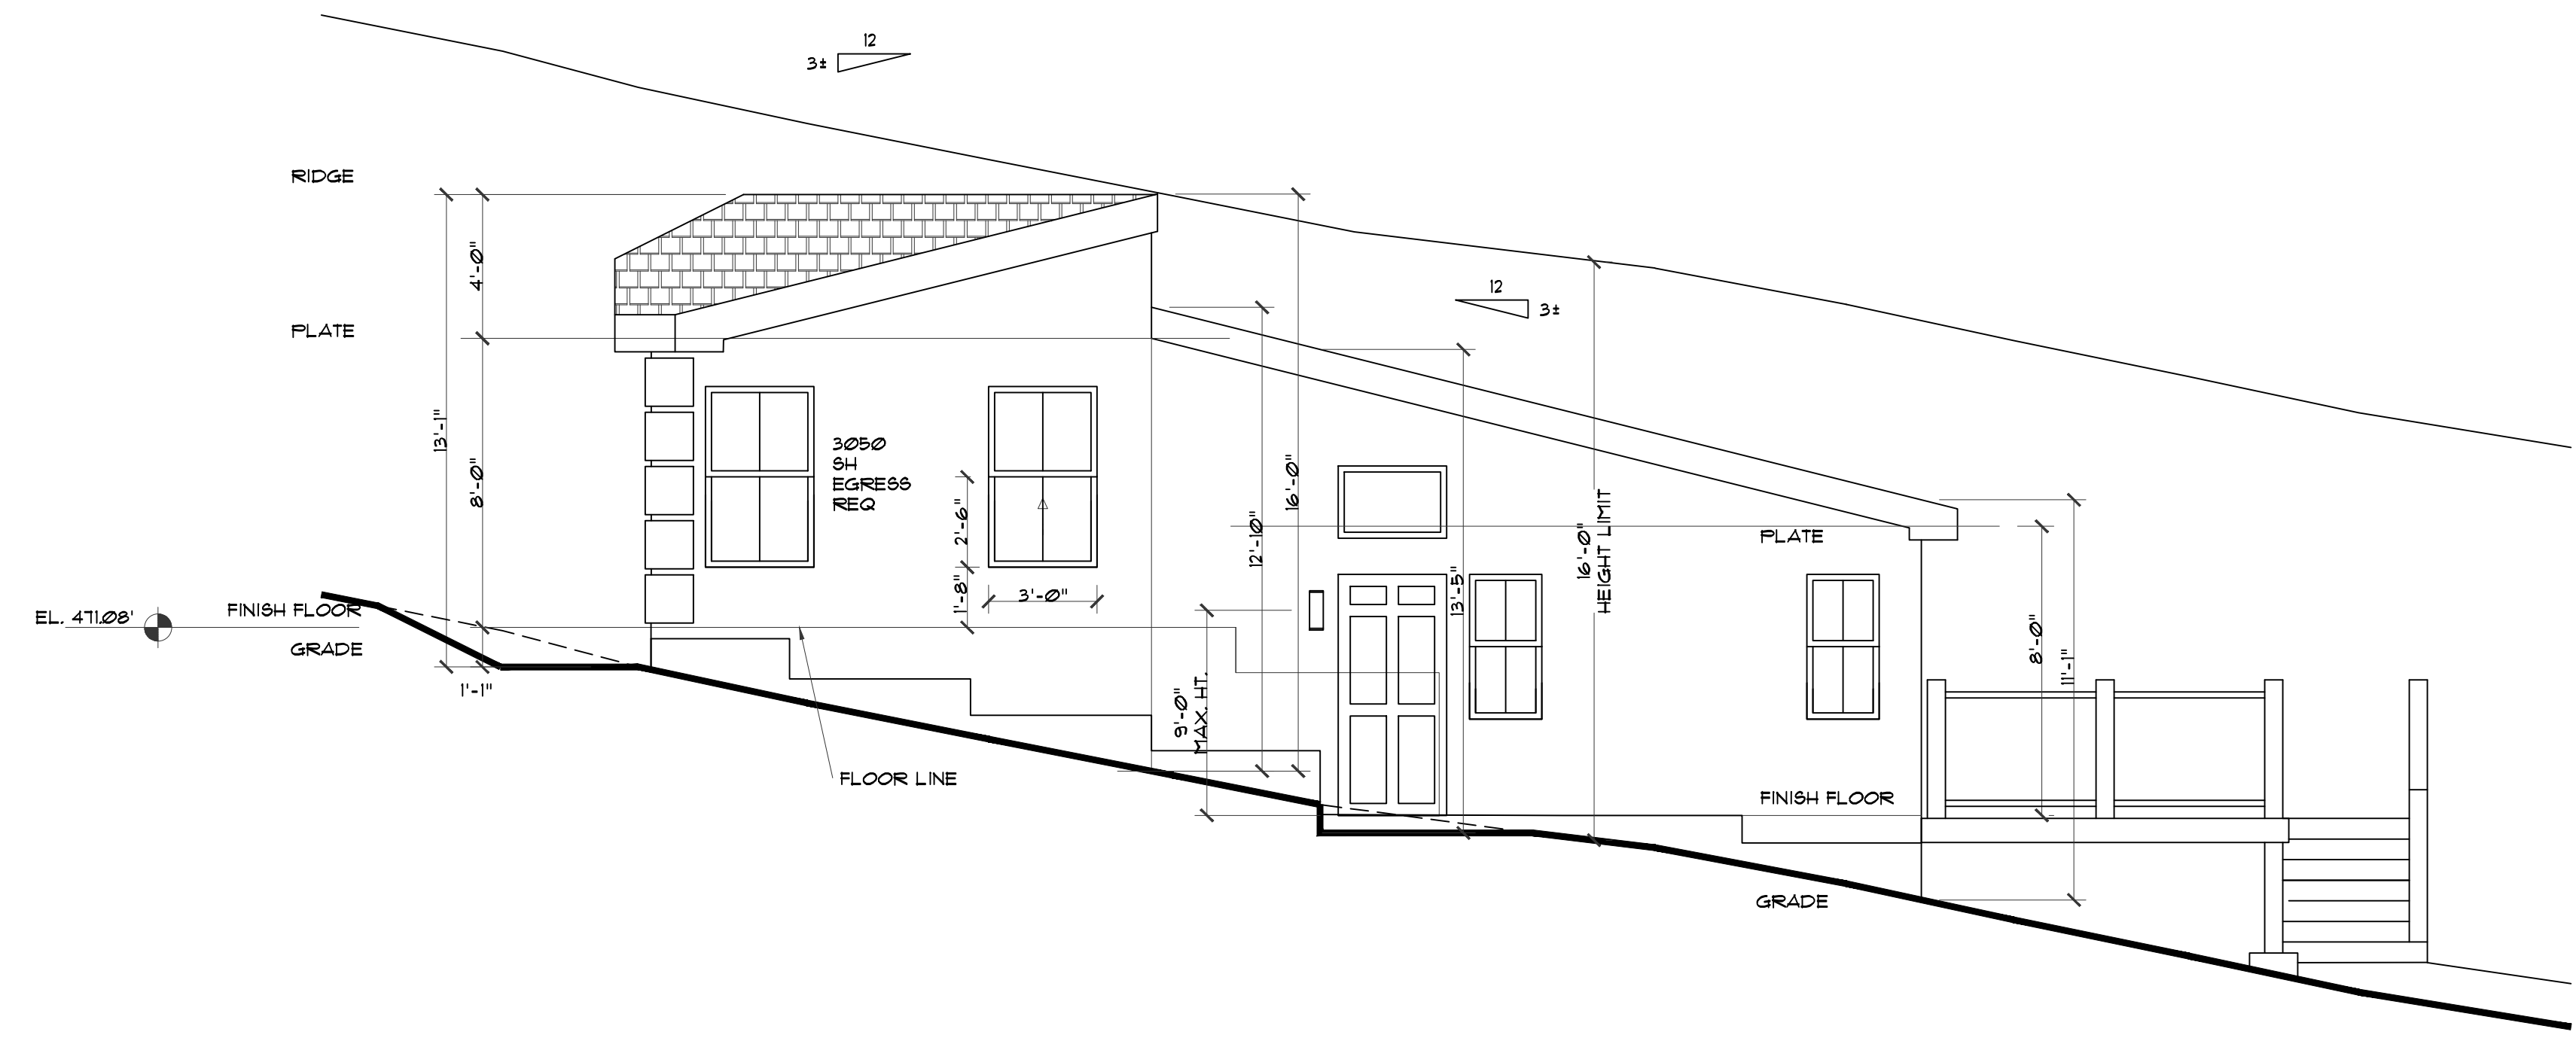 12
3±
RIDGE
4'-0"
PLATE
12
3±
13'-1"
8'-0"
3050
SH
EGRESS
REQ
2'-6"
1'-8"
3'-0"
16'-0"
12'-10"
13'-5"
16'-0"
HEIGHT LIMIT
PLATE
8'-0"
11'-1"
EL. 471.08'
FINISH FLOOR
GRADE
1'-1"
9'-0"
MAX. HT.
FLOOR LINE
FINISH FLOOR
GRADE